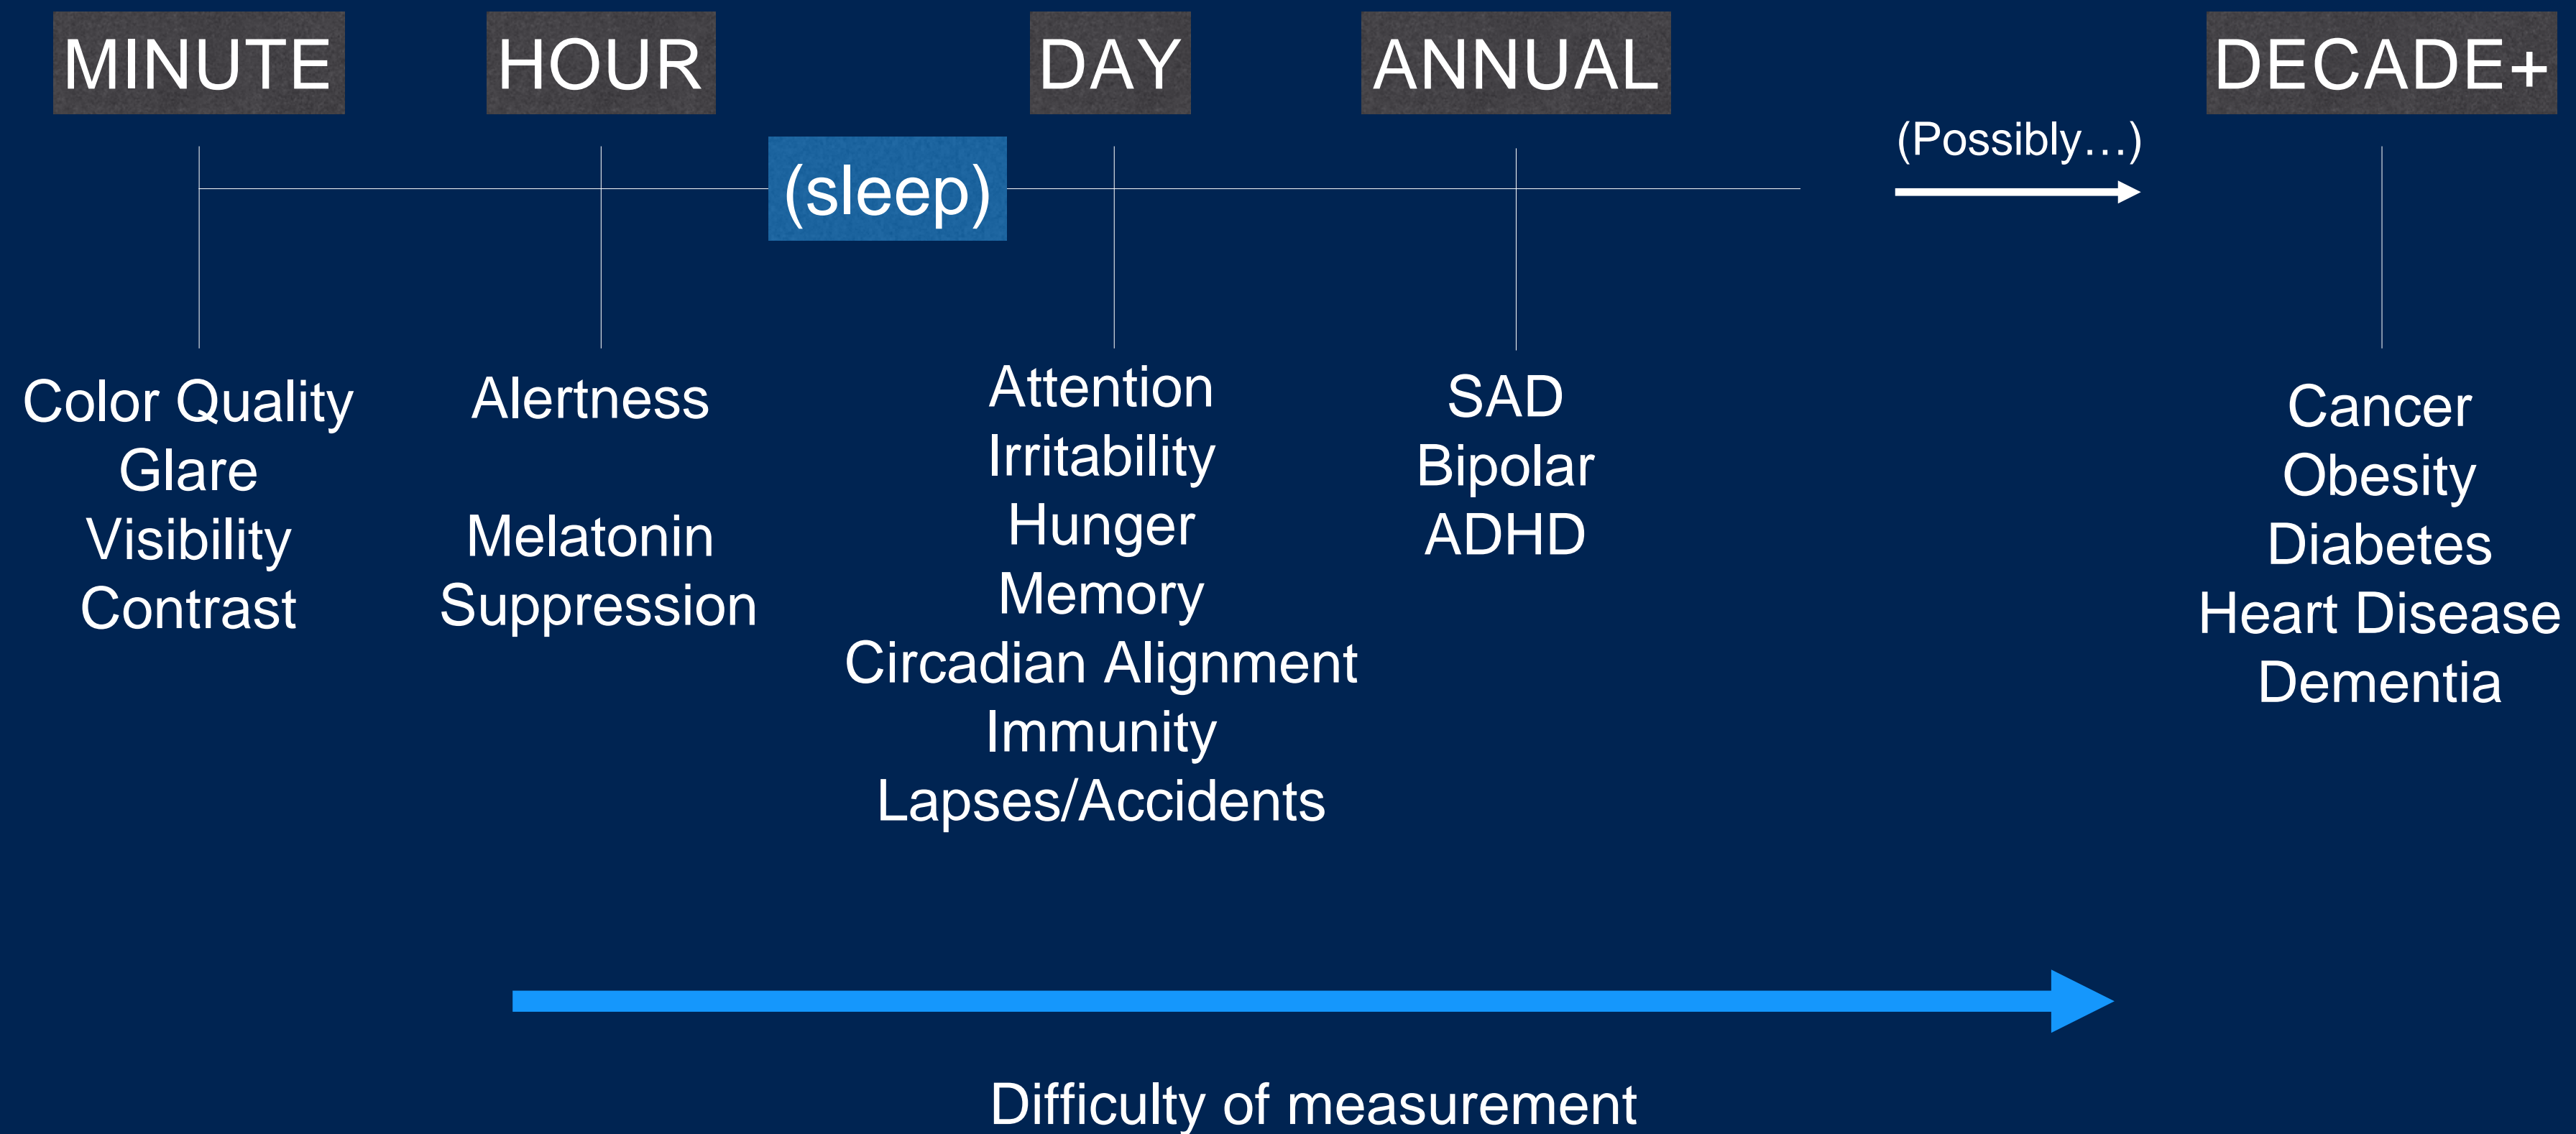 MINUTE
HOUR
DAY
ANNUAL
DECADE+
(sleep)
(Possibly…)
Color Quality
Glare
Visibility
Contrast
Alertness
Melatonin
Suppression
Attention
Irritability
Hunger
Memory
Circadian Alignment
Immunity
Lapses/Accidents
SAD
Bipolar
ADHD
Cancer
Obesity
Diabetes
Heart Disease
Dementia
Difficulty of measurement